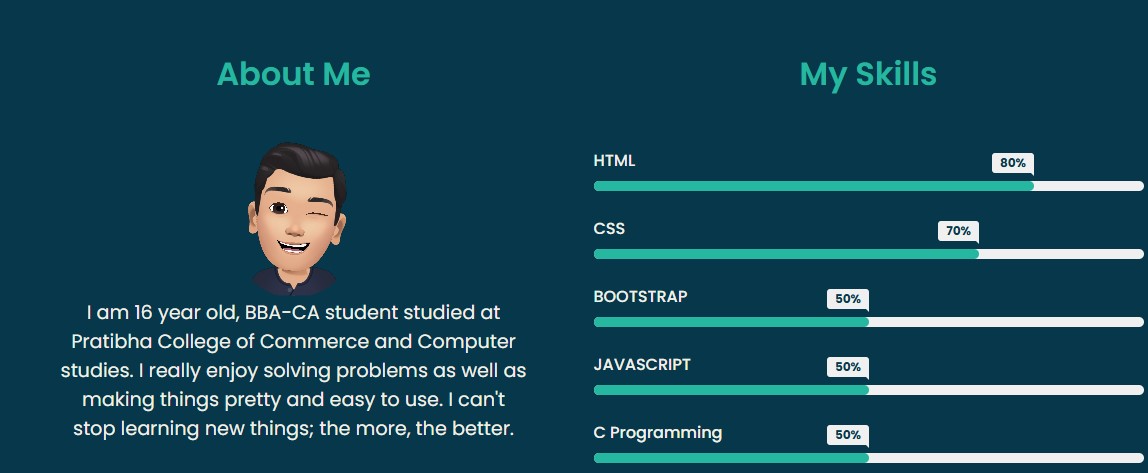 About Me
I am 16 year old, BBA-CA student studied at
Pratibha College of Commerce and Computer
studies. I really enjoy solving problems as well as
making things pretty and easy to use. I can't
stop learning new things; the more, the better.
My Skills
HTML
80%
CSS
70%
BOOTSTRAP
50%
JAVASCRIPT
50%
C Programming
50%